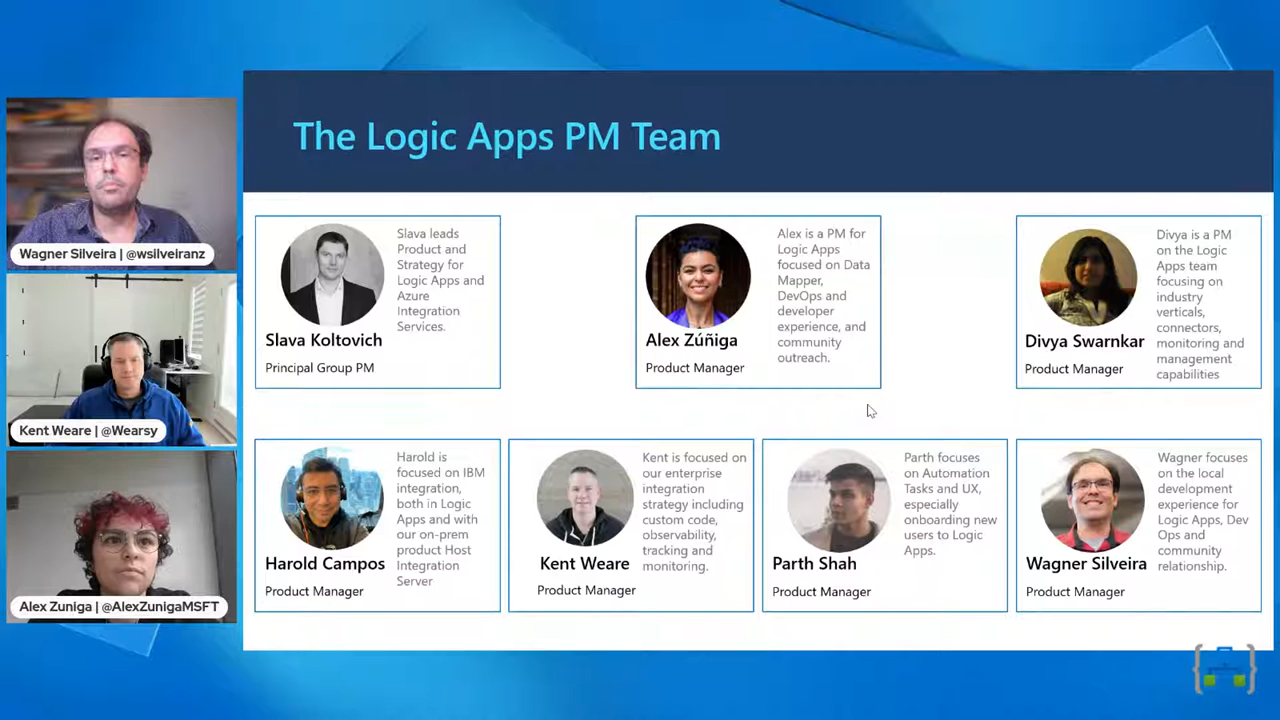 The Logic Apps PM Team
Wagner Silveira | @wsilveiranz
Kent Weare | @Wearsy
Alex Zuniga | @AlexZunigaMSFT
Slava leads
Product and
Strategy for
Logic Apps and
Azure
Integration
Services.
Slava Koltovich
Principal Group PM
Alex is a PM for
Logic Apps
focused on Data
Mapper,
DevOps and
developer
experience, and
community
outreach.
Alex Zúñiga
Product Manager
Divya is a PM
on the Logic
Apps team
focusing on
industry
verticals,
connectors,
monitoring and
management
capabilities
Divya Swarnkar
Product Manager
Harold is
focused on IBM
integration,
both in Logic
Apps and with
our on-prem
product Host
Integration
Server
Harold Campos
Product Manager
Kent is focused on
our enterprise
integration
strategy including
custom code,
observability,
tracking and
monitoring.
Kent Weare
Product Manager
Parth focuses
on Automation
Tasks and UX,
especially
onboarding new
users to Logic
Apps.
Parth Shah
Product Manager
Wagner focuses
on the local
development
experience for
Logic Apps, Dev
Ops and
community
relationship.
Wagner Silveira
Product Manager